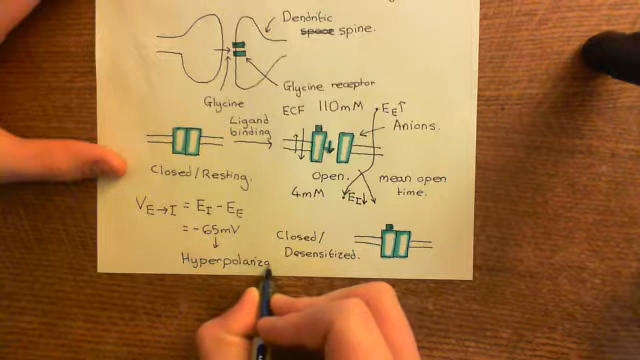 Dendritic
space spine.
Glycine receptor
Glycine
Ligand
binding
ECF 110mM
EE↑
Anions.
Closed/Resting.
Open.
mean open
time.
4mM
EI↓
VE→I = EI - EE
= -65mV
↓
Hyperpolariza
Closed/
Desensitized.